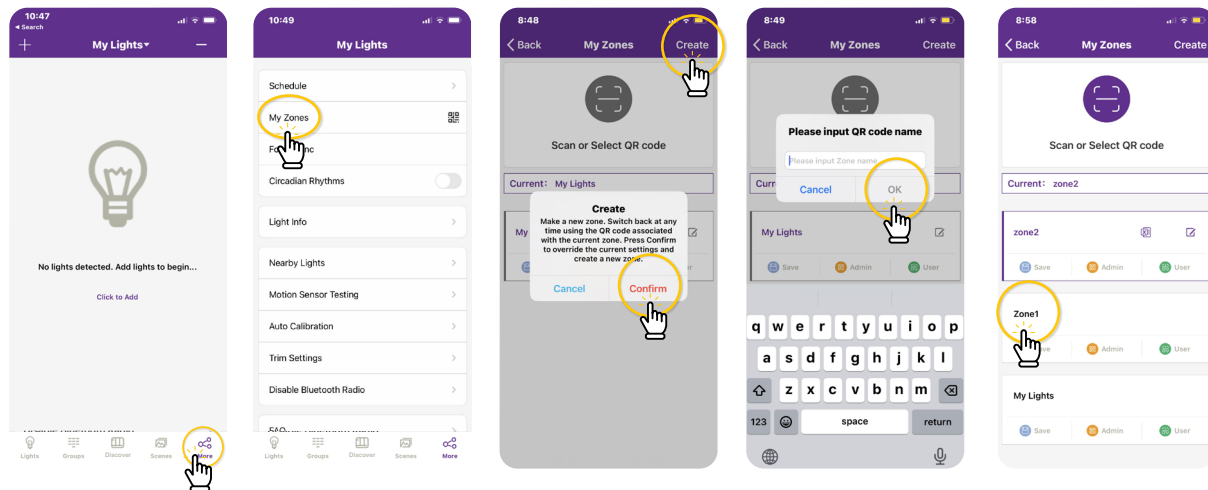 10:47
Search
My Lights
No lights detected. Add lights to begin...
Click to Add
Lights
Groups
Discover
Scenes
More
10:49
My Lights
Schedule
My Zones
Circadian Rhythms
Light Info
Nearby Lights
Motion Sensor Testing
Auto Calibration
Trim Settings
Disable Bluetooth Radio
Lights
Groups
Discover
Scenes
More
8:48
Back
My Zones
Create
Scan or Select QR code
Current: My Lights
My
Create
Make a new zone. Switch back at any
time using the QR code associated
with the current zone. Press Confirm
to override the current settings and
create a new zone.
Cancel
Confirm
8:49
Back
My Zones
Create
Please input QR code name
Please input Zone name
Cancel
OK
Scan or Select QR code
My Lights
Save
Admin
User
q w e r t y u i o p
a s d f g h j k l
z x c v b n m
123
space
return
8:58
Back
My Zones
Create
Scan or Select QR code
Current: zone2
zone2
Save
Admin
User
Zone1
Admin
User
My Lights
Save
Admin
User